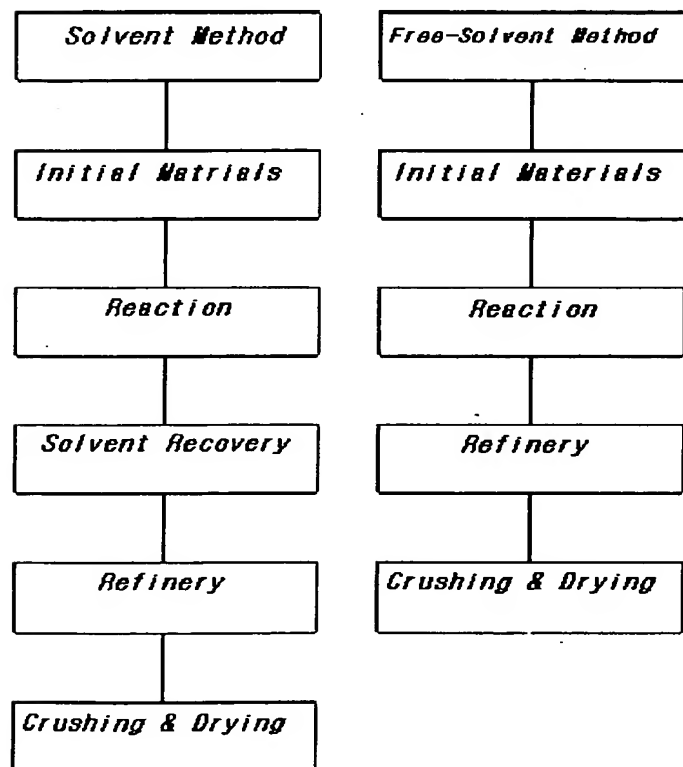 Solvent Method
Initial Matrials
Reaction
Solvent Recovery
Refinery
Crushing & Drying
Free-Solvent Method
Initial Materials
Reaction
Refinery
Crushing & Drying